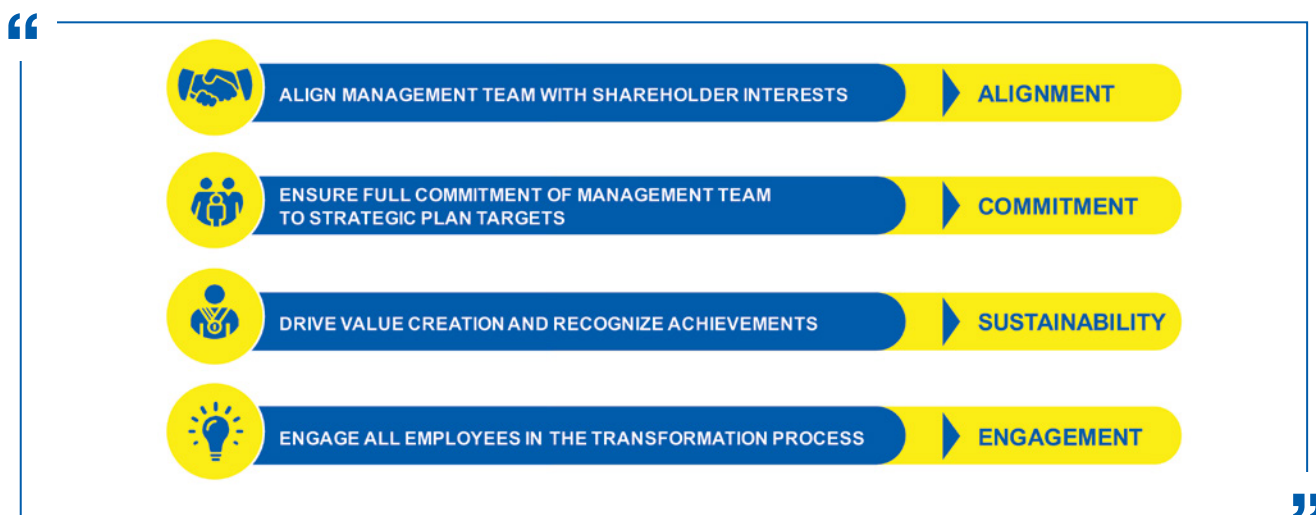 “
ALIGN MANAGEMENT TEAM WITH SHAREHOLDER INTERESTS
ALIGNMENT
ENSURE FULL COMMITMENT OF MANAGEMENT TEAM
TO STRATEGIC PLAN TARGETS
COMMITMENT
DRIVE VALUE CREATION AND RECOGNIZE ACHIEVEMENTS
SUSTAINABILITY
ENGAGE ALL EMPLOYEES IN THE TRANSFORMATION PROCESS
ENGAGEMENT
”